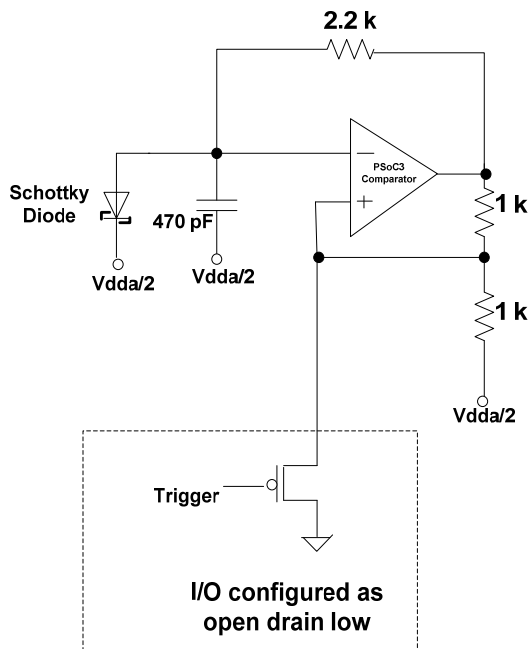 2.2 k
PSoC3
Comparator
Schottky
Diode
470 pF
1 k
Vdda/2
Vdda/2
1 k
Vdda/2
Trigger
I/O configured as
open drain low